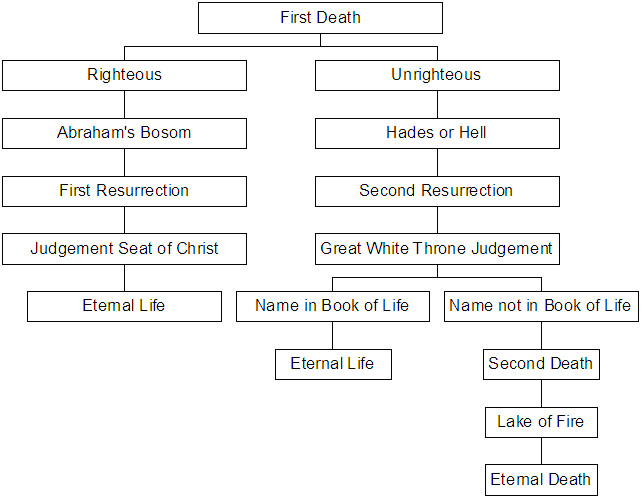 First Death
Righteous
Unrighteous
Abraham's Bosom
Hades or Hell
First Resurrection
Second Resurrection
Judgement Seat of Christ
Great White Throne Judgement
Eternal Life
Name in Book of Life
Name not in Book of Life
Eternal Life
Second Death
Lake of Fire
Eternal Death